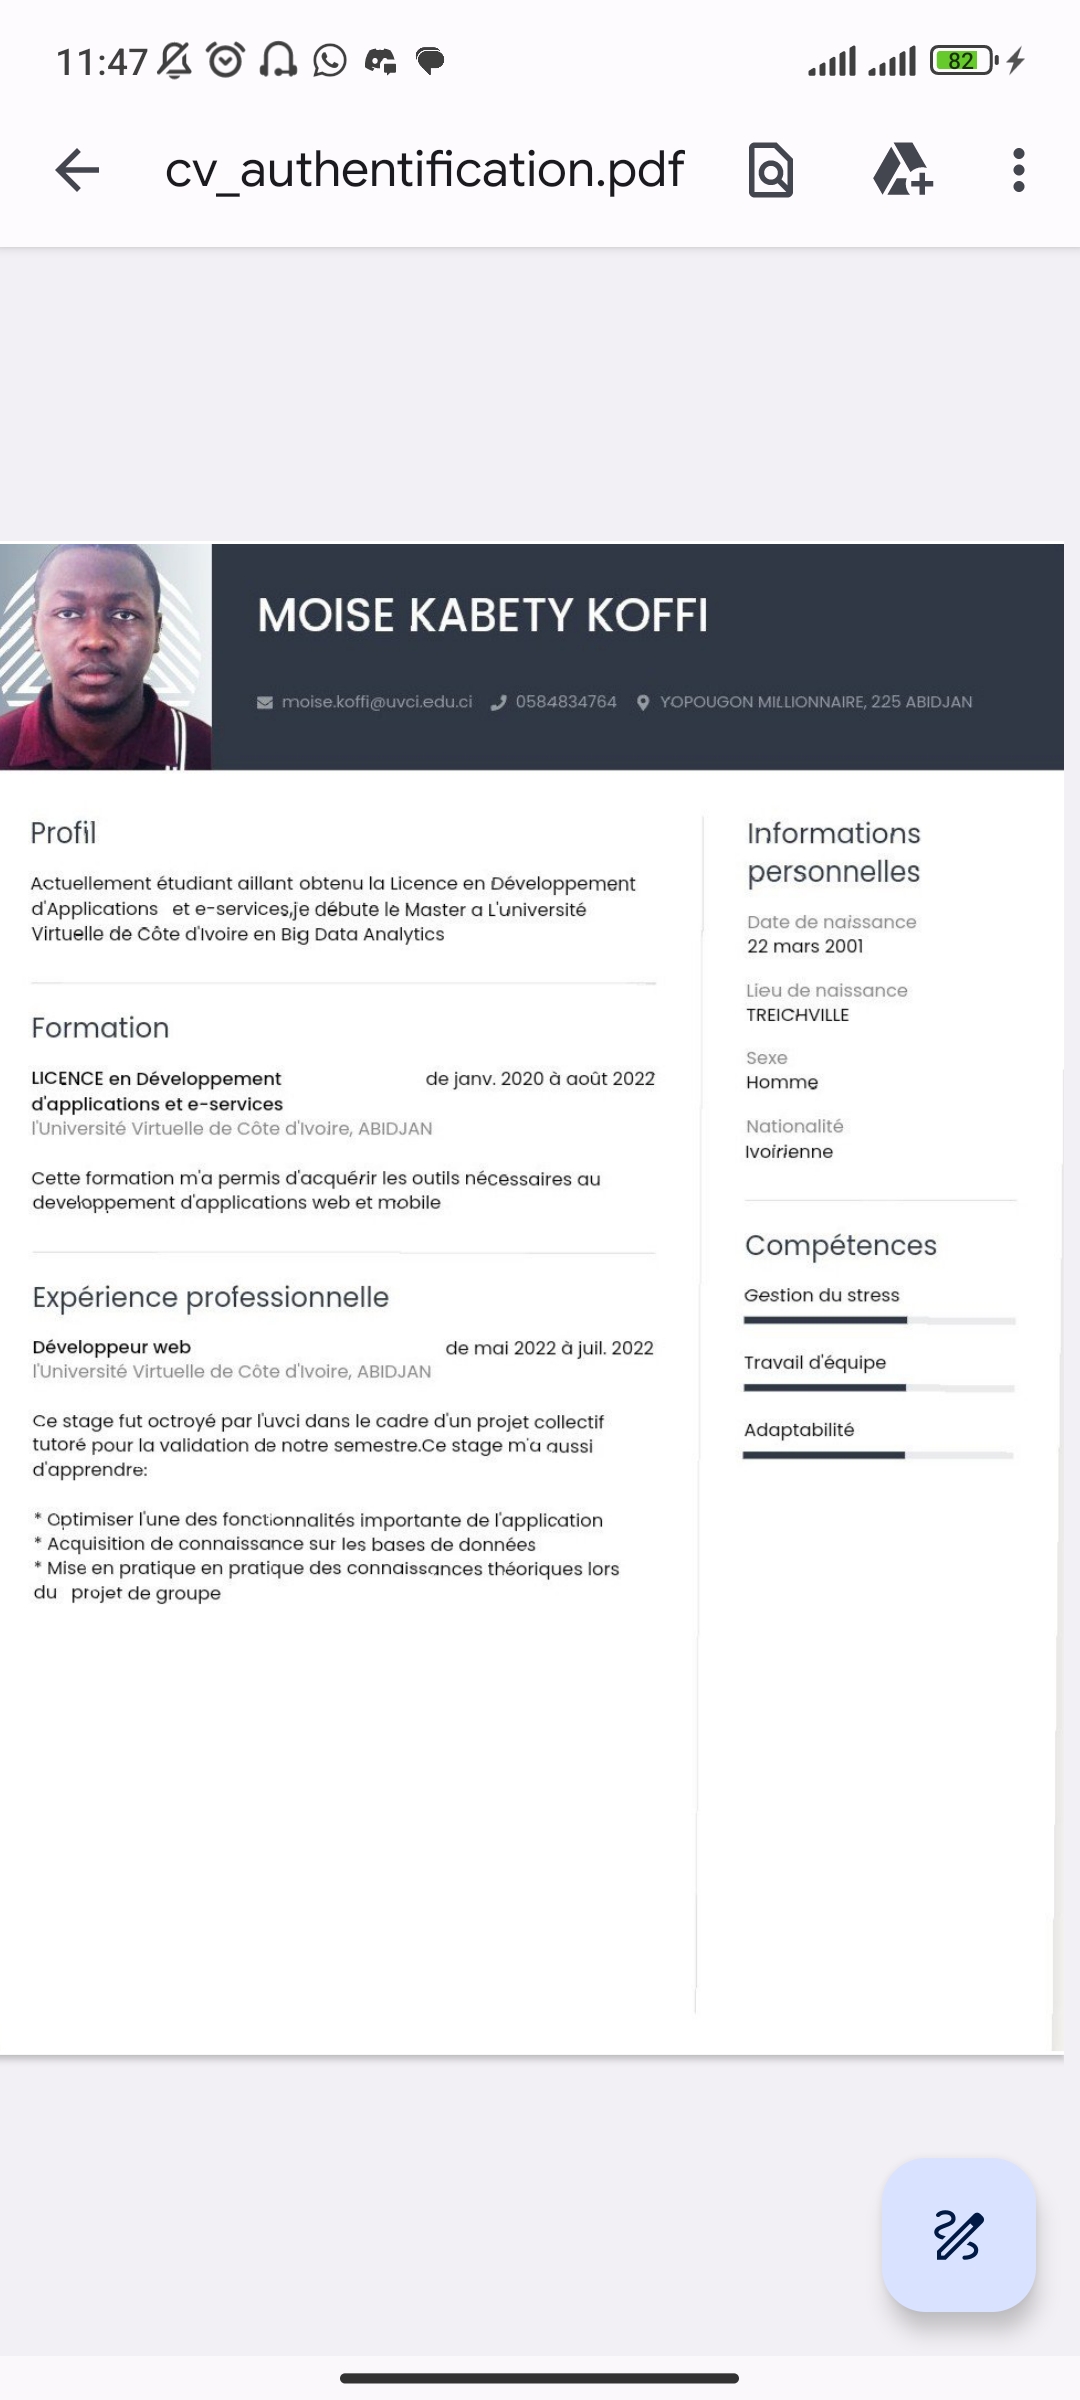 11:47
82
cv_authentification.pdf
MOISE KABETY KOFFI
moise.koffi@uvci.edu.ci 0584834764 YOPOUGON MILLIONNAIRE, 225 ABIDJAN
Profil
Actuellement étudiant aillant obtenu la Licence en Développement
d'Applications et e-services,je débute le Master a L'université
Virtuelle de Côte d'Ivoire en Big Data Analytics
Formation
LICENCE en Développement de janv. 2020 à août 2022
d'applications et e-services
l'Université Virtuelle de Côte d'Ivoire, ABIDJAN
Cette formation m'a permis d'acquérir les outils nécessaires au
developpement d'applications web et mobile
Expérience professionnelle
Développeur web de mai 2022 à juil. 2022
l'Université Virtuelle de Côte d'Ivoire, ABIDJAN
Ce stage fut octroyé par l'uvci dans le cadre d'un projet collectif
tutoré pour la validation de notre semestre.Ce stage m'a aussi
d'apprendre:
* Optimiser l'une des fonctionnalités importante de l'application
* Acquisition de connaissance sur les bases de données
* Mise en pratique en pratique des connaissances théoriques lors
du projet de groupe
Informations
personnelles
Date de naissance
22 mars 2001
Lieu de naissance
TREICHVILLE
Sexe
Homme
Nationalité
Ivoirienne
Compétences
Gestion du stress
Travail d'équipe
Adaptabilité